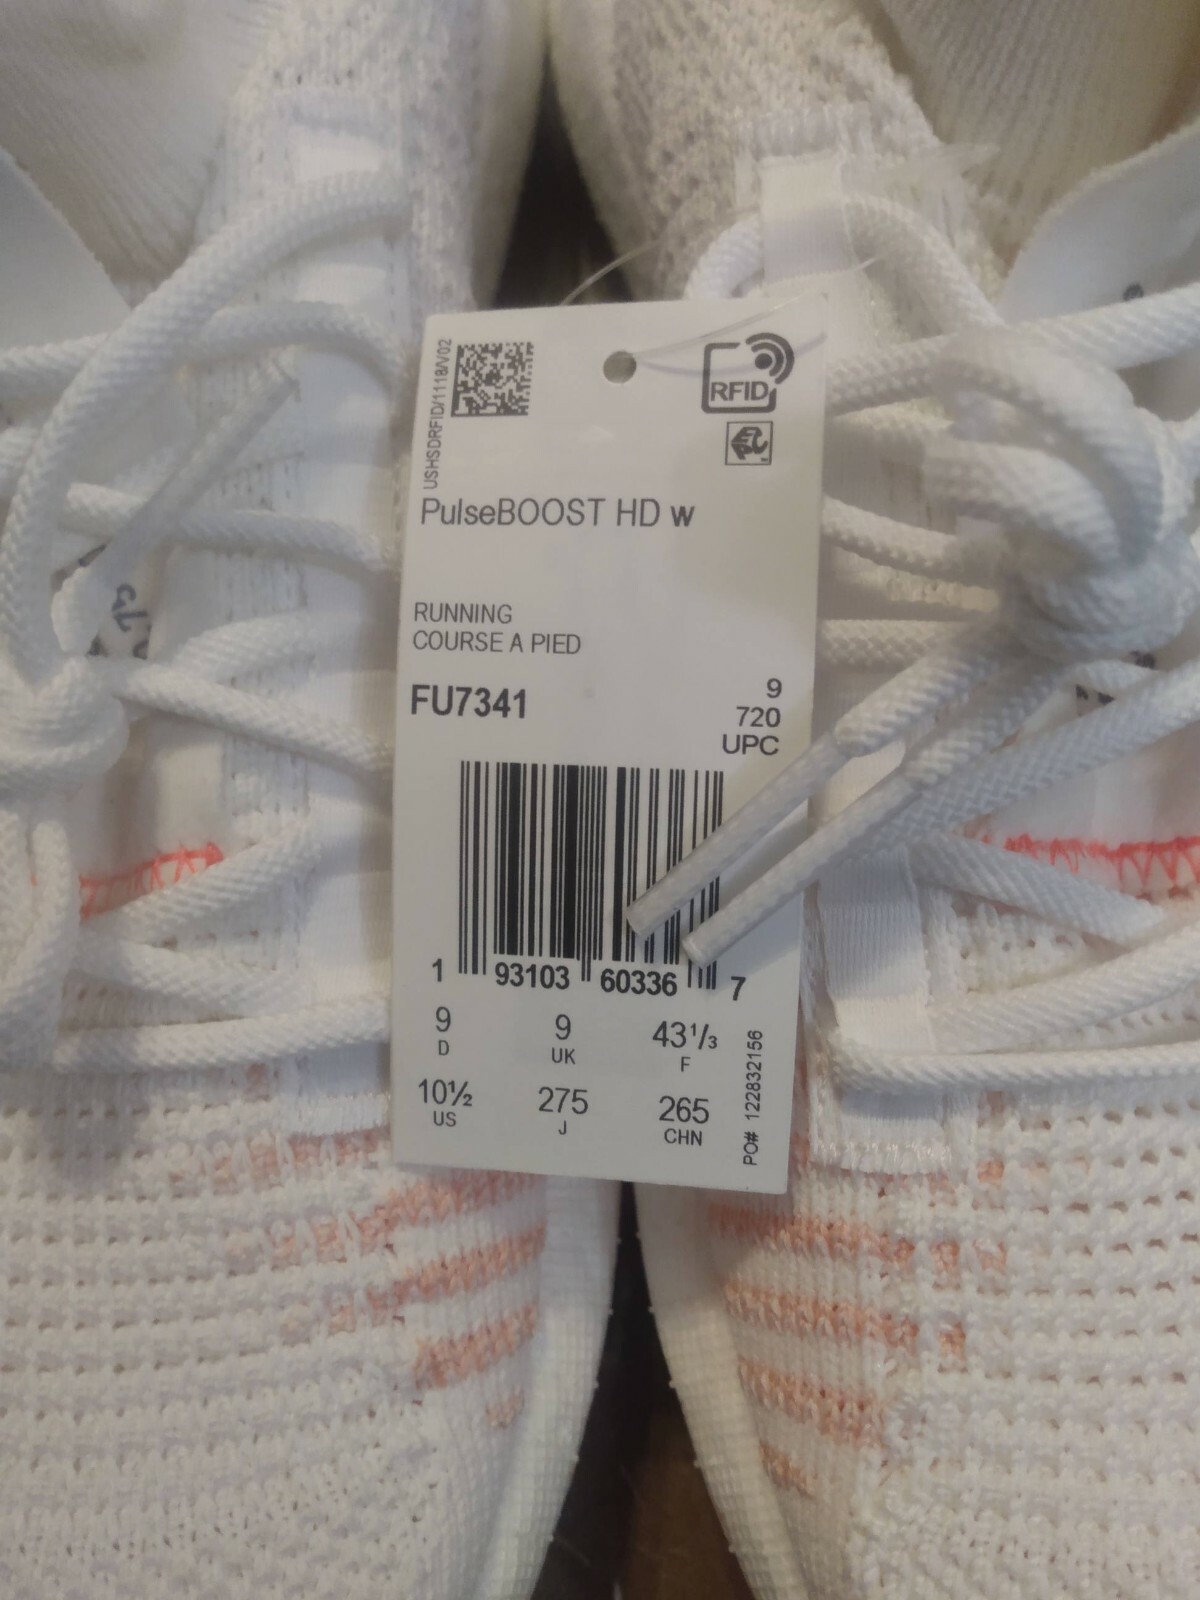 USHSDRFID/1118/V02
RFID
EPC
PulseBOOST HD w
RUNNING
COURSE A PIED
FU7341
9
720
UPC
1 93103 60336 7
9 9 43⅓
D UK F
10½ 275 265
US J CHN
PO# 122832156